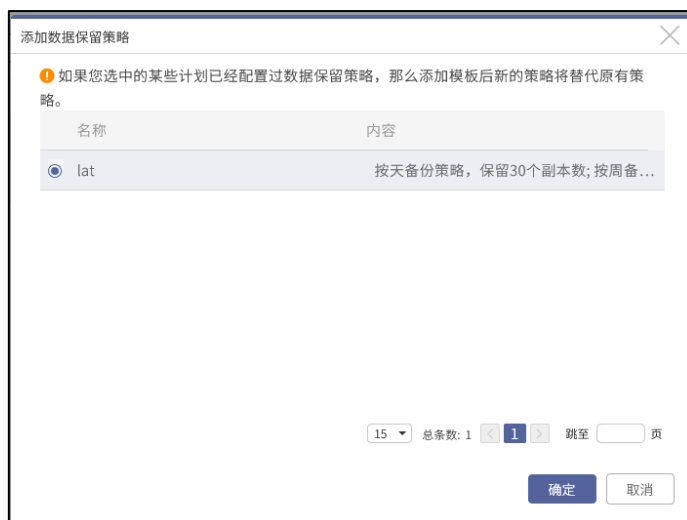 添加数据保留策略
如果您选中的某些计划已经配置过数据保留策略，那么添加模板后新的策略将替代原有策
略。
名称 内容
lat 按天备份策略，保留30个副本数; 按周备…
15 总条数: 1 1 跳至 页
确定 取消